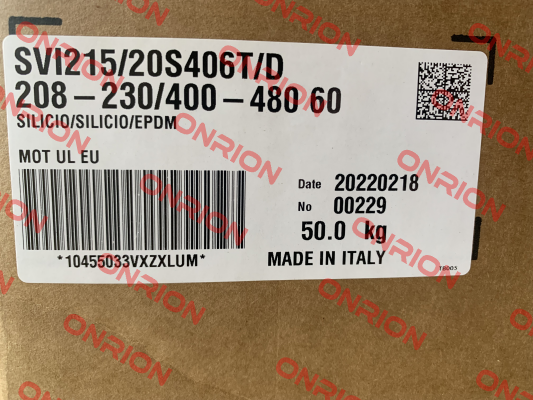 SVI215/20S406T/D
208-230/400-480 60
SILICIO/SILICIO/EPDM
MOT UL EU
Date 20220218
No 00229
50.0 kg
*10455033VXZXLUM*
MADE IN ITALY
ONRION